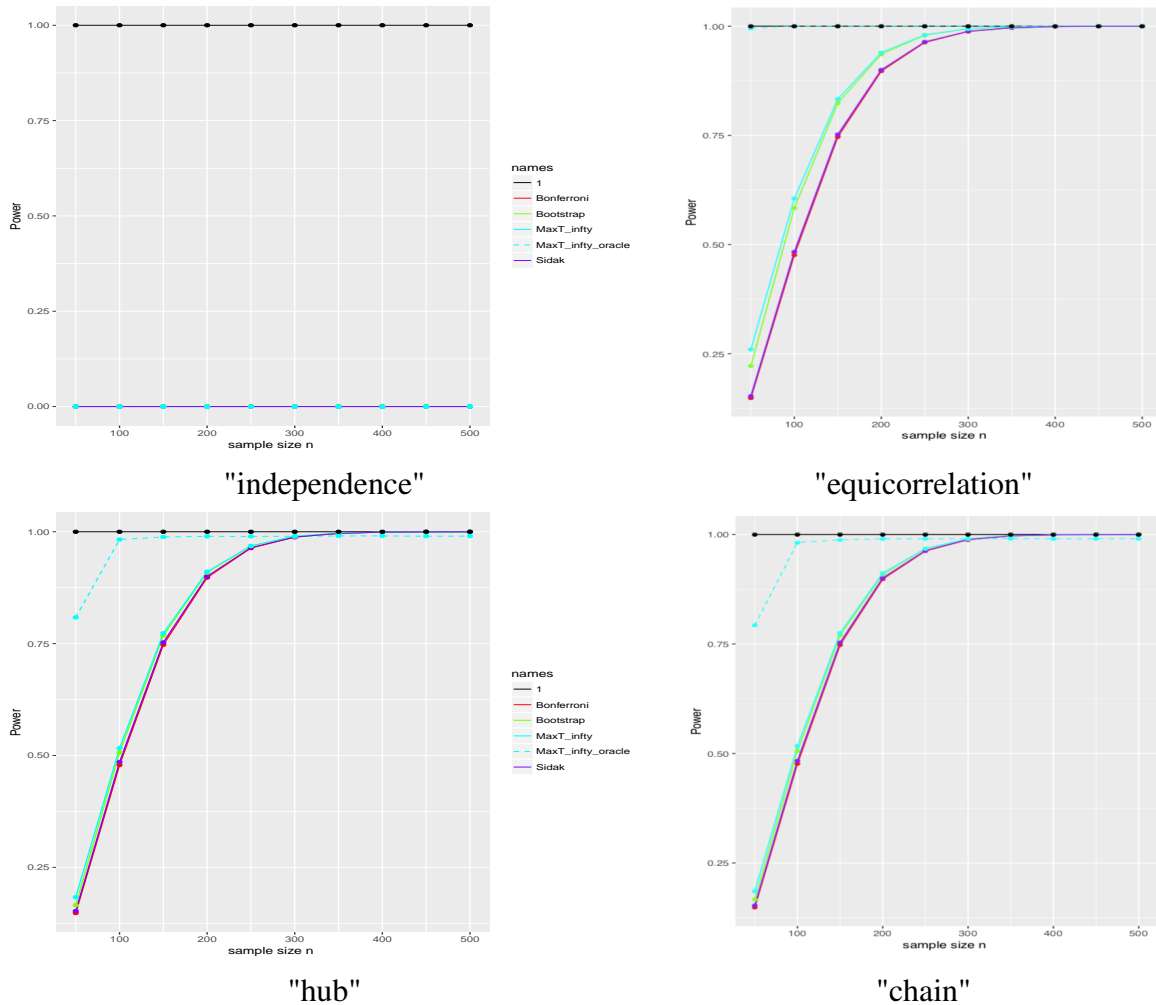 1.00
0.75
Power
0.50
0.25
0.00
100 200 300 400 500
sample size n
"independence"
names
1
Bonferroni
Bootstrap
MaxT_infty
MaxT_infty_oracle
Sidak
1.00
0.75
Power
0.50
0.25
100 200 300 400 500
sample size n
"equicorrelation"
1.00
0.75
Power
0.50
0.25
100 200 300 400 500
sample size n
"hub"
names
1
Bonferroni
Bootstrap
MaxT_infty
MaxT_infty_oracle
Sidak
1.00
0.75
Power
0.50
0.25
100 200 300 400 500
sample size n
"chain"